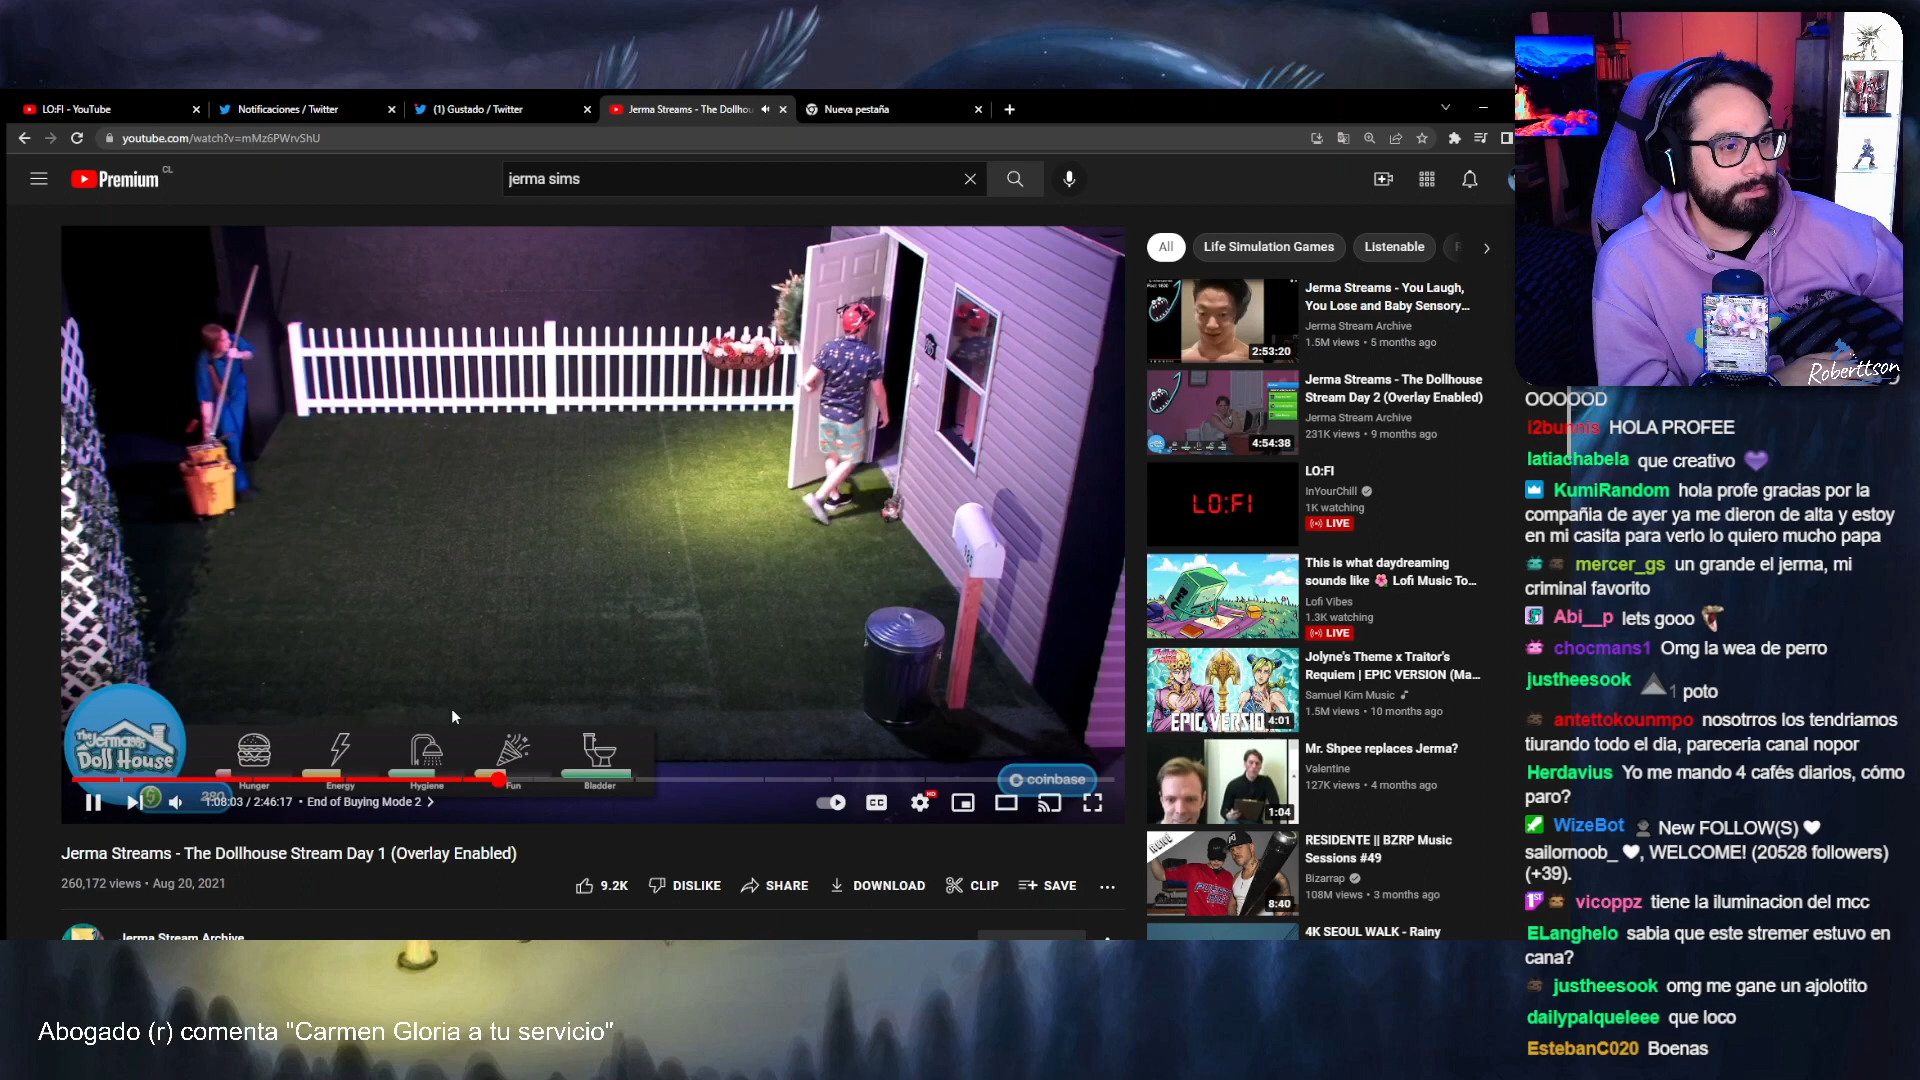 LO:FI - YouTube
Notificaciones / Twitter
(1) Gustado / Twitter
Jerma Streams - The Dollhou
Nueva pestaña
youtube.com/watch?v=mMz6PWrvShU
Premium CL
jerma sims
All
Life Simulation Games
Listenable
Jerma Streams - You Laugh,
You Lose and Baby Sensory...
Jerma Stream Archive
1.5M views • 5 months ago
2:53:20
Jerma Streams - The Dollhouse
Stream Day 2 (Overlay Enabled)
Jerma Stream Archive
231K views • 9 months ago
4:54:38
LO:FI
LO:FI
InYourChill
1K watching
LIVE
This is what daydreaming
sounds like 🌺 Lofi Music To...
Lofi Vibes
1.3K watching
LIVE
Jolyne's Theme x Traitor's
Requiem | EPIC VERSION (Ma...
Samuel Kim Music
1.5M views • 10 months ago
EPIC VERSIO
4:01
Mr. Shpee replaces Jerma?
Valentine
127K views • 4 months ago
1:04
RESIDENTE || BZRP Music
Sessions #49
Bizarrap
108M views • 3 months ago
8:40
4K SEOUL WALK - Rainy
The Jerma985
Doll House
Hunger
Energy
Hygiene
Fun
Bladder
coinbase
1:08:03 / 2:46:17 • End of Buying Mode 2
CC
HD
Jerma Streams - The Dollhouse Stream Day 1 (Overlay Enabled)
260,172 views • Aug 20, 2021
9.2K
DISLIKE
SHARE
DOWNLOAD
CLIP
SAVE
Jerma Stream Archive
Abogado (r) comenta "Carmen Gloria a tu servicio"
Roberttson
OOOOOD
i2bunnis HOLA PROFEE
latiachabela que creativo 💜
KumiRandom hola profe gracias por la
compañia de ayer ya me dieron de alta y estoy
en mi casita para verlo lo quiero mucho papa
mercer_gs un grande el jerma, mi
criminal favorito
Abi__p lets gooo
chocmans1 Omg la wea de perro
justheesook 1 poto
antettokounmpo nosotrros los tendriamos
tiurando todo el dia, pareceria canal nopor
Herdavius Yo me mando 4 cafés diarios, cómo
paro?
WizeBot New FOLLOW(S) ♥
sailornoob_ ♥, WELCOME! (20528 followers)
(+39).
1ST vicoppz tiene la iluminacion del mcc
ELanghelo sabia que este stremer estuvo en
cana?
justheesook omg me gane un ajolotito
dailypalqueleee que loco
EstebanC020 Boenas